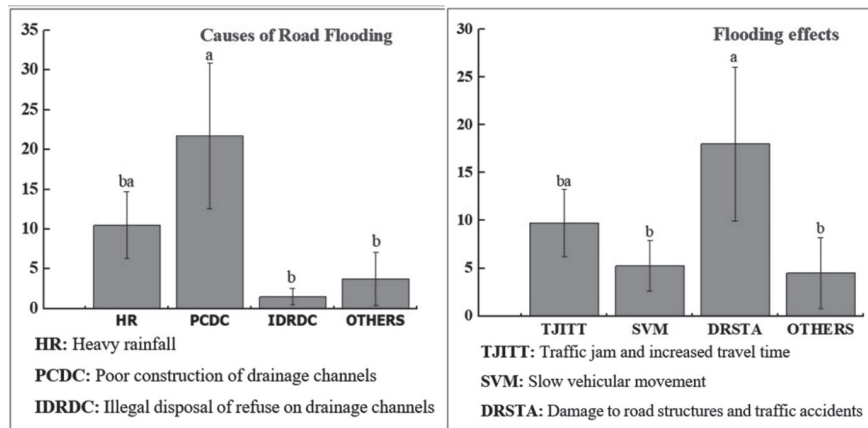 Causes of Road Flooding
35
30
25
20
15
10
5
0
ba
a
b
b
HR PCDC IDRDC OTHERS
HR: Heavy rainfall
PCDC: Poor construction of drainage channels
IDRDC: Illegal disposal of refuse on drainage channels
Flooding effects
30
25
20
15
10
5
0
ba
b
a
b
TJITT SVM DRSTA OTHERS
TJITT: Traffic jam and increased travel time
SVM: Slow vehicular movement
DRSTA: Damage to road structures and traffic accidents